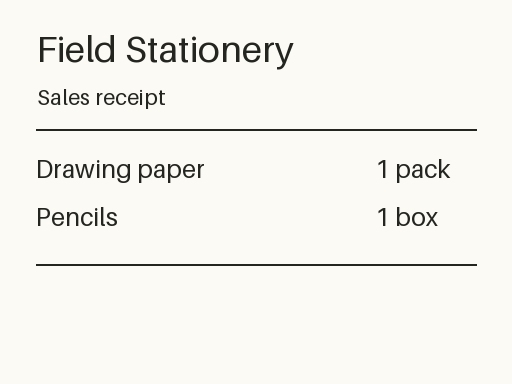 Field Stationery
Sales receipt
Drawing paper 1 pack
Pencils 1 box